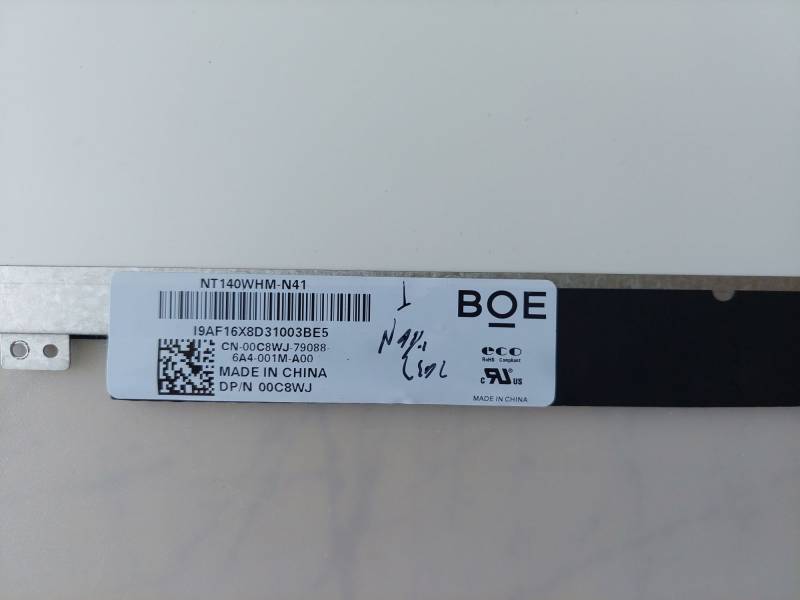 NT140WHM-N41
I9AF16X8D31003BE5
CN-00C8WJ-79088-
6A4-001M-A00
MADE IN CHINA
DP/N 00C8WJ
BOE
eco
RoHS Compliant
c RU US
MADE IN CHINA